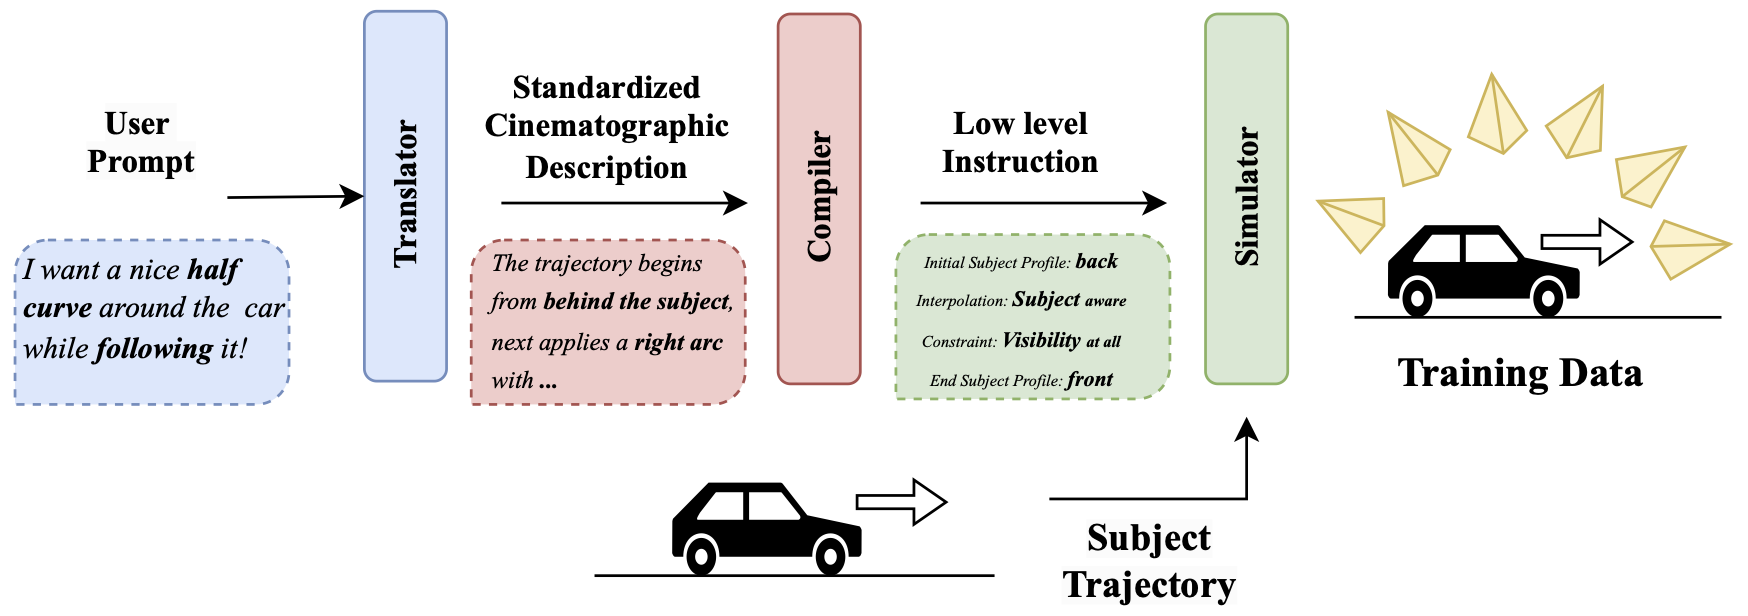 User
Prompt
I want a nice half
curve around the car
while following it!
Translator
Standardized
Cinematographic
Description
The trajectory begins
from behind the subject,
next applies a right arc
with ...
Compiler
Low level
Instruction
Initial Subject Profile: back
Interpolation: Subject aware
Constraint: Visibility at all
End Subject Profile: front
Simulator
Training Data
Subject
Trajectory